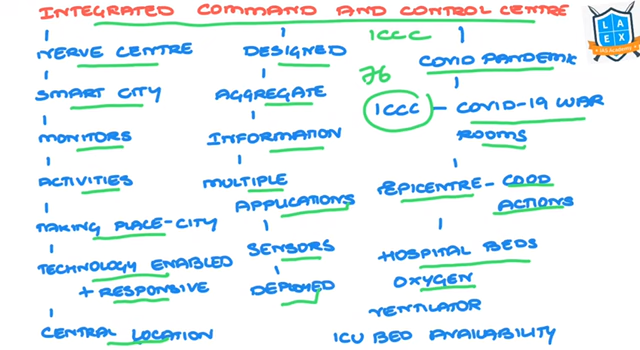 INTEGRATED COMMAND AND CONTROL CENTRE
ICCC
NERVE CENTRE
SMART CITY
MONITORS
ACTIVITIES
TAKING PLACE-CITY
TECHNOLOGY ENABLED
+ RESPONSIVE
CENTRAL LOCATION
DESIGNED
AGGREGATE
INFORMATION
MULTIPLE
APPLICATIONS
SENSORS
DEPLOYED
COVID PANDEMIC
76
ICCC - COVID-19 WAR
ROOMS
EPICENTRE - COOD
ACTIONS
HOSPITAL BEDS
OXYGEN
VENTILATOR
ICU BED AVAILABILITY
LA
EX